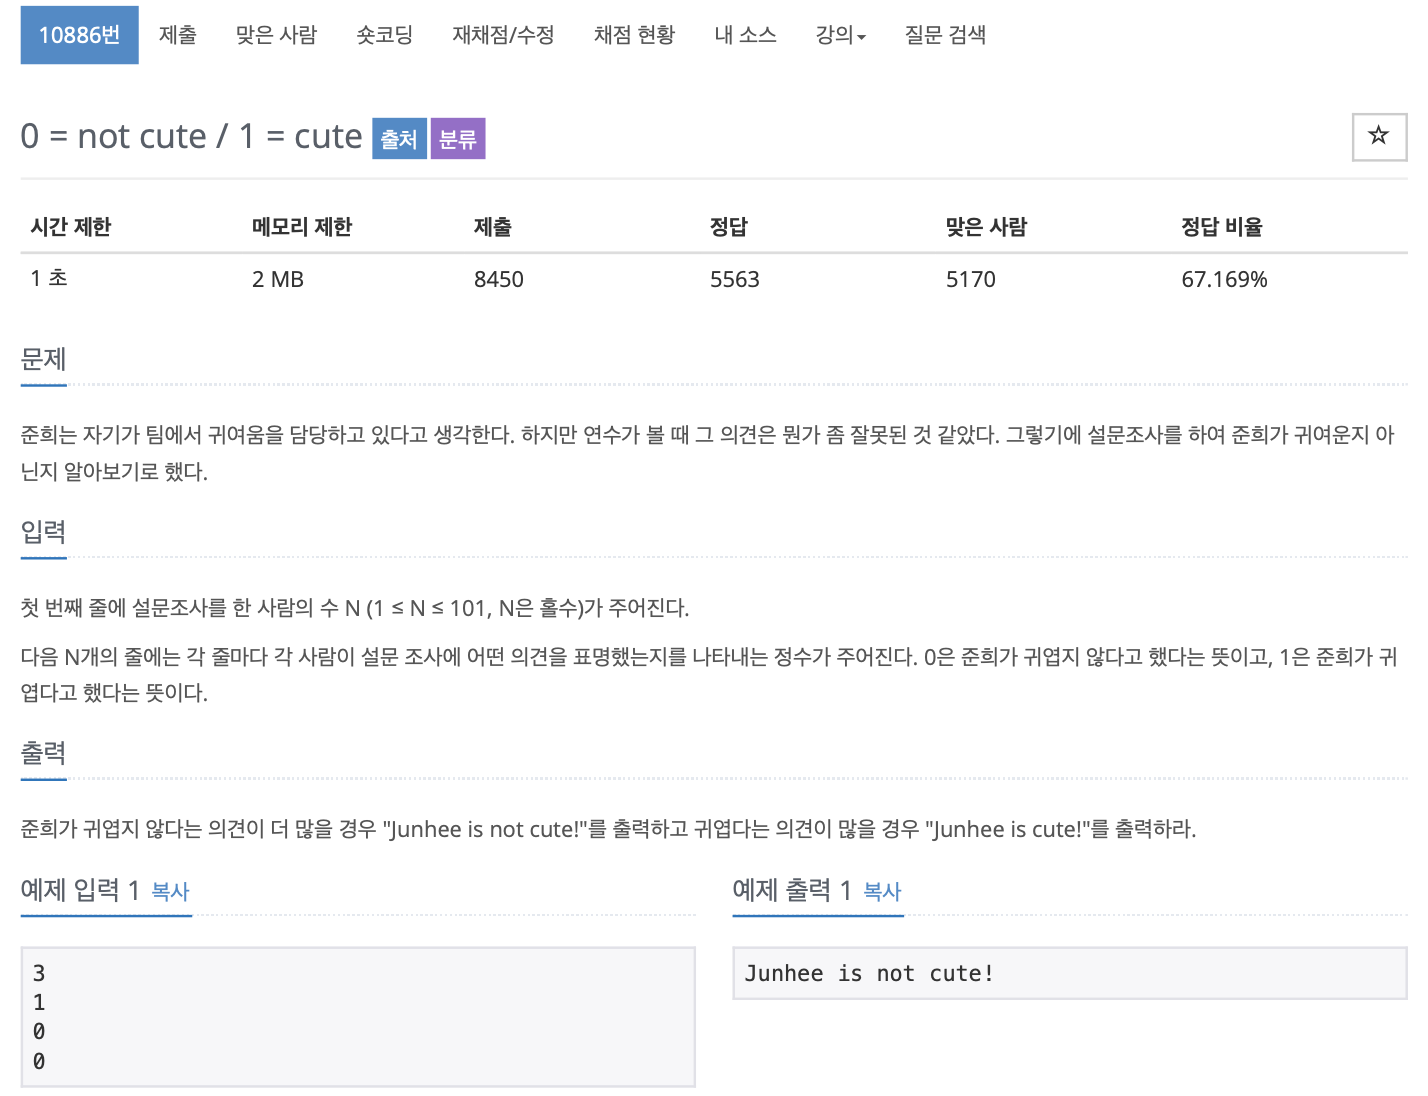 10886번 제출 맞은 사람 숏코딩 재채점/수정 채점 현황 내 소스 강의 질문 검색
0 = not cute / 1 = cute 출처 분류
시간 제한 메모리 제한 제출 정답 맞은 사람 정답 비율
1 초 2 MB 8450 5563 5170 67.169%
문제
준희는 자기가 팀에서 귀여움을 담당하고 있다고 생각한다. 하지만 연수가 볼 때 그 의견은 뭔가 좀 잘못된 것 같았다. 그렇기에 설문조사를 하여 준희가 귀여운지 아
닌지 알아보기로 했다.
입력
첫 번째 줄에 설문조사를 한 사람의 수 N (1 ≤ N ≤ 101, N은 홀수)가 주어진다.
다음 N개의 줄에는 각 줄마다 각 사람이 설문 조사에 어떤 의견을 표명했는지를 나타내는 정수가 주어진다. 0은 준희가 귀엽지 않다고 했다는 뜻이고, 1은 준희가 귀
엽다고 했다는 뜻이다.
출력
준희가 귀엽지 않다는 의견이 더 많을 경우 "Junhee is not cute!"를 출력하고 귀엽다는 의견이 많을 경우 "Junhee is cute!"를 출력하라.
예제 입력 1 복사
3
1
0
0
예제 출력 1 복사
Junhee is not cute!